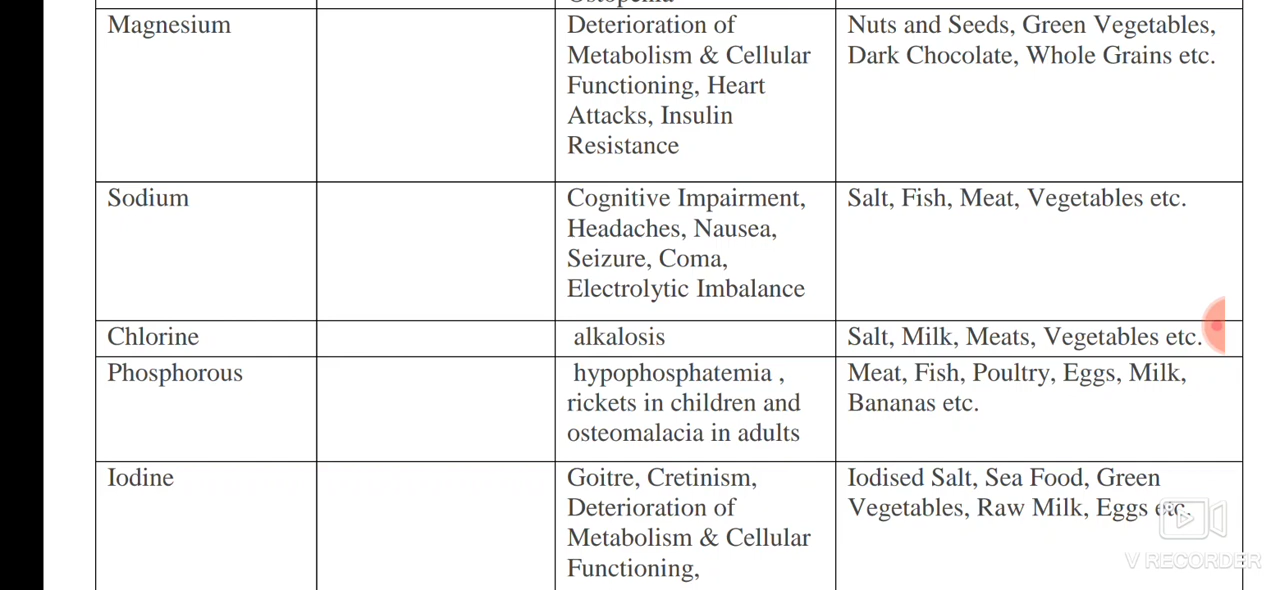 Magnesium
Deterioration of
Metabolism & Cellular
Functioning, Heart
Attacks, Insulin
Resistance
Nuts and Seeds, Green Vegetables,
Dark Chocolate, Whole Grains etc.
Sodium
Cognitive Impairment,
Headaches, Nausea,
Seizure, Coma,
Electrolytic Imbalance
Salt, Fish, Meat, Vegetables etc.
Chlorine
alkalosis
Salt, Milk, Meats, Vegetables etc.
Phosphorous
hypophosphatemia ,
rickets in children and
osteomalacia in adults
Meat, Fish, Poultry, Eggs, Milk,
Bananas etc.
Iodine
Goitre, Cretinism,
Deterioration of
Metabolism & Cellular
Functioning,
Iodised Salt, Sea Food, Green
Vegetables, Raw Milk, Eggs etc.
V RECORDER